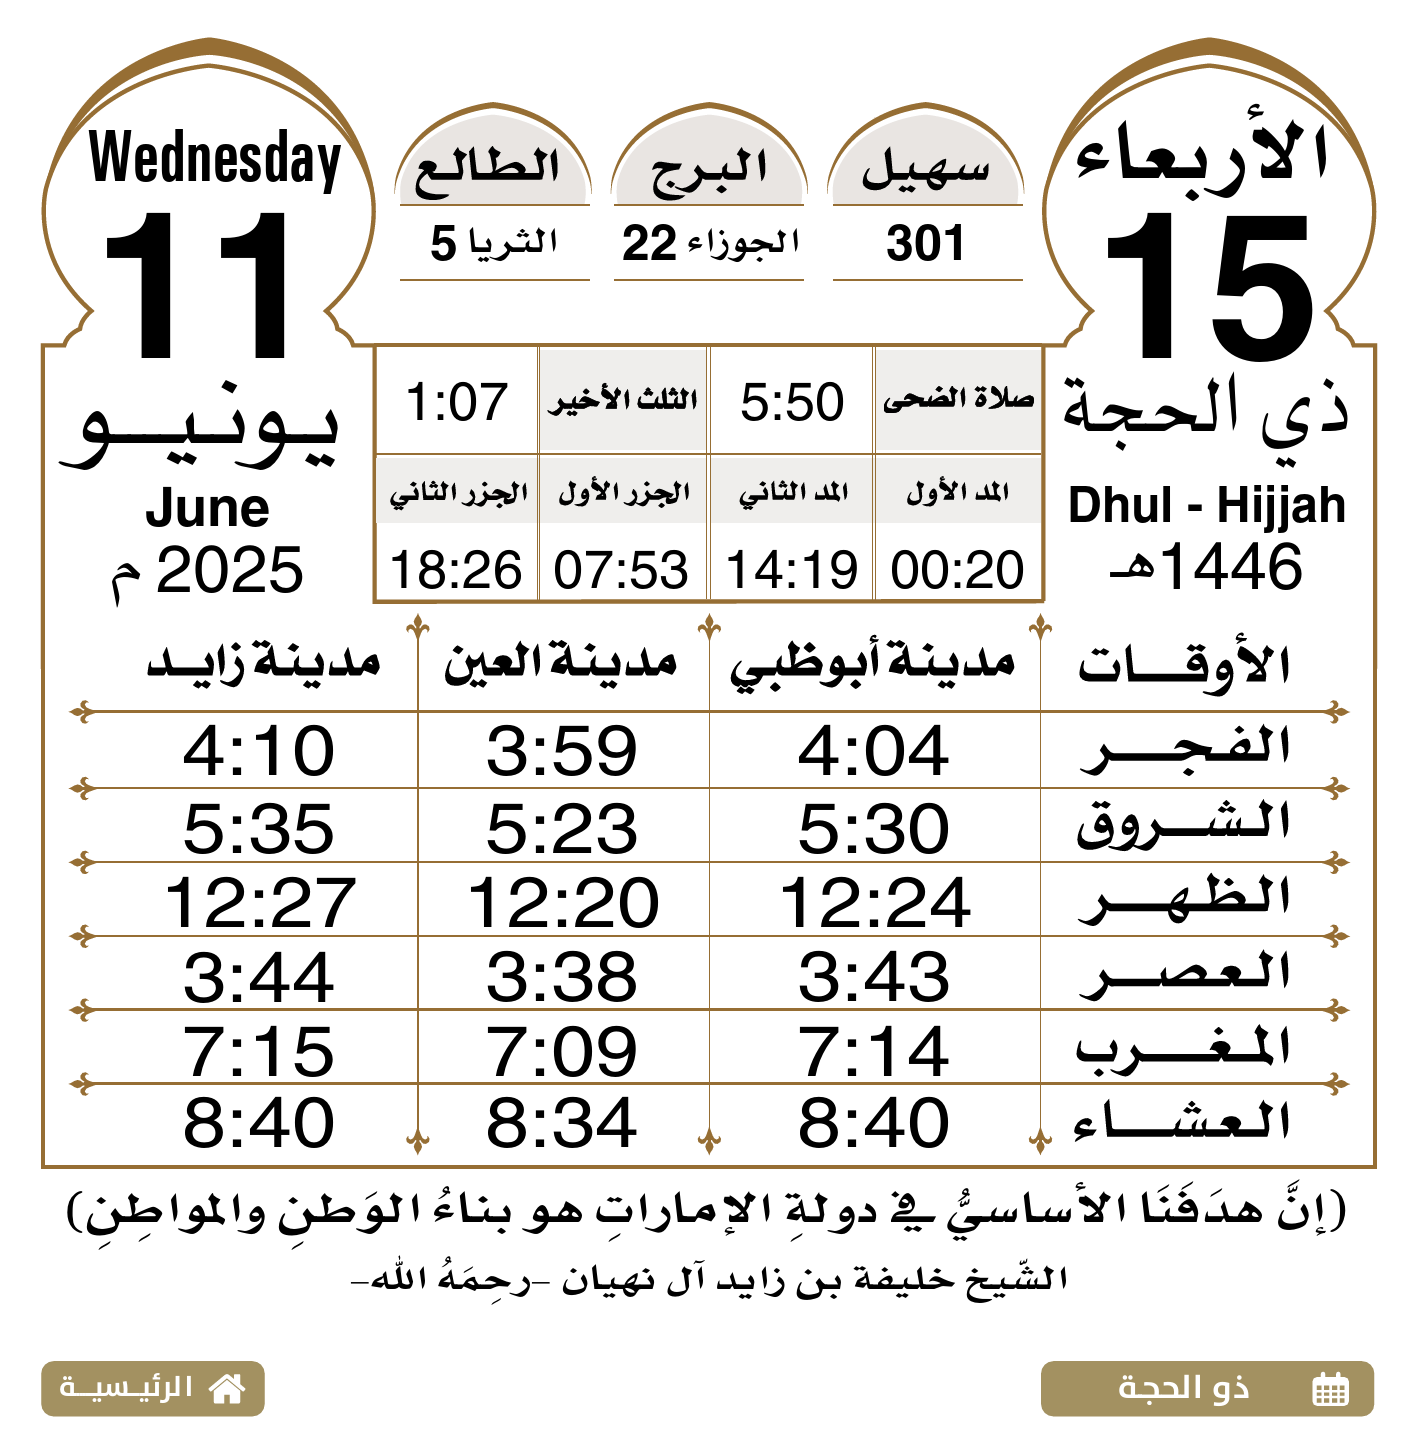 الأربعاء
15
ذي الحجة
Dhul - Hijjah
1446هـ
سهيل
301
البرج
الجوزاء 22
الطالع
الثريا 5
Wednesday
11
يونيو
June
2025 م
صلاة الضحى 5:50 الثلث الأخير 1:07
المد الأول المد الثاني الجزر الأول الجزر الثاني
00:20 14:19 07:53 18:26
الأوقات مدينة أبوظبي مدينة العين مدينة زايد
الفجر 4:04 3:59 4:10
الشروق 5:30 5:23 5:35
الظهر 12:24 12:20 12:27
العصر 3:43 3:38 3:44
المغرب 7:14 7:09 7:15
العشاء 8:40 8:34 8:40
(إنَّ هدَفَنَا الأساسيُّ في دولةِ الإماراتِ هو بناءُ الوَطنِ والمواطِنِ)
الشّيخ خليفة بن زايد آل نهيان –رحِمَهُ الله–
ذو الحجة
الرئيسية